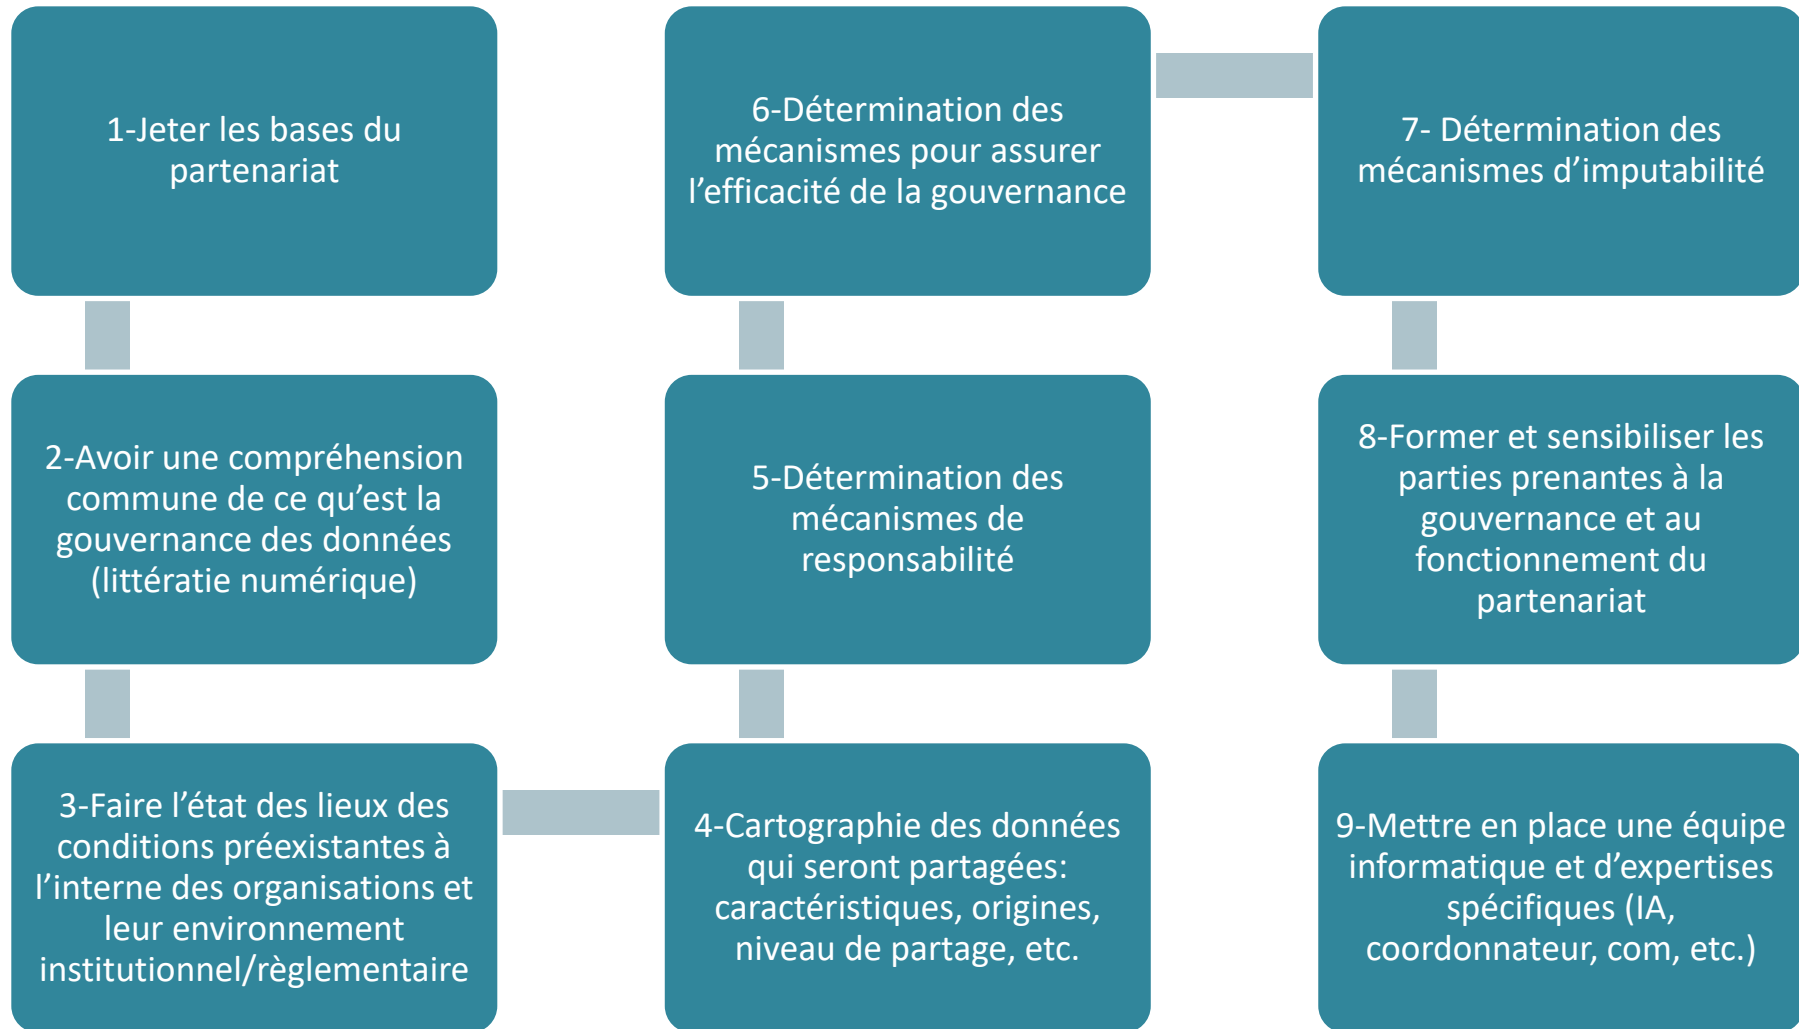 1-Jeter les bases du
partenariat
2-Avoir une compréhension
commune de ce qu’est la
gouvernance des données
(littératie numérique)
3-Faire l’état des lieux des
conditions préexistantes à
l’interne des organisations et
leur environnement
institutionnel/règlementaire
4-Cartographie des données
qui seront partagées:
caractéristiques, origines,
niveau de partage, etc.
5-Détermination des
mécanismes de
responsabilité
6-Détermination des
mécanismes pour assurer
l’efficacité de la gouvernance
7- Détermination des
mécanismes d’imputabilité
8-Former et sensibiliser les
parties prenantes à la
gouvernance et au
fonctionnement du
partenariat
9-Mettre en place une équipe
informatique et d’expertises
spécifiques (IA,
coordonnateur, com, etc.)